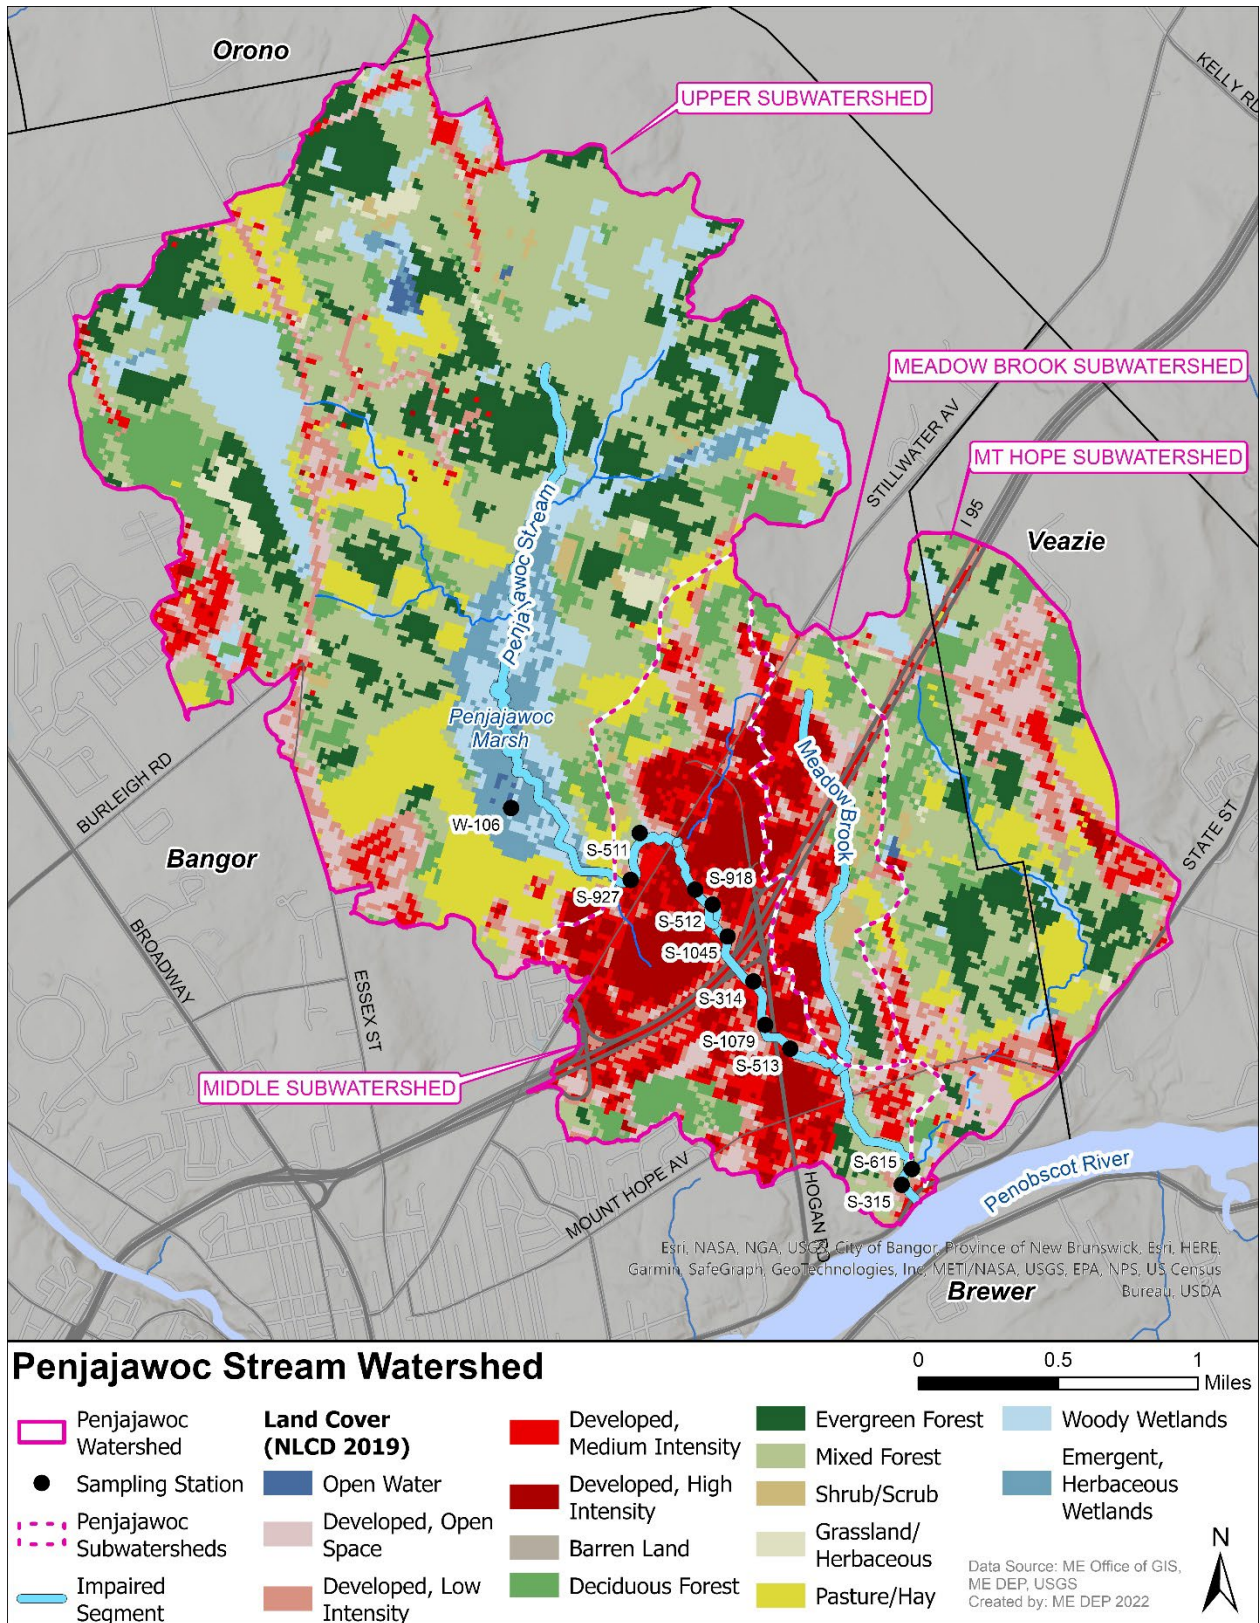 Orono
UPPER SUBWATERSHED
KELLY RD
MEADOW BROOK SUBWATERSHED
STILLWATER AV
MT HOPE SUBWATERSHED
I 95
Veazie
Penjajawoc Stream
Penjajawoc Stream
Penjajawoc
Marsh
Meadow Brook
BURLEIGH RD
W-106
STATE ST
Bangor
S-511
S-927
S-918
S-512
S-1045
BROADWAY
ESSEX ST
S-314
S-1079
S-513
MIDDLE SUBWATERSHED
S-615
S-315
MOUNT HOPE AV
HOGAN RD
Penobscot River
Esri, NASA, NGA, USGS, City of Bangor, Province of New Brunswick, Esri, HERE,
Garmin, SafeGraph, GeoTechnologies, Inc, METI/NASA, USGS, EPA, NPS, US Census
Bureau, USDA
Brewer
Penjajawoc Stream Watershed
0 0.5 1
Miles
Penjajawoc
Watershed
Sampling Station
Penjajawoc
Subwatersheds
Impaired
Segment
Land Cover
(NLCD 2019)
Open Water
Developed, Open
Space
Developed, Low
Intensity
Developed,
Medium Intensity
Developed, High
Intensity
Barren Land
Deciduous Forest
Evergreen Forest
Mixed Forest
Shrub/Scrub
Grassland/
Herbaceous
Pasture/Hay
Woody Wetlands
Emergent,
Herbaceous
Wetlands
Data Source: ME Office of GIS,
ME DEP, USGS
Created by: ME DEP 2022
N